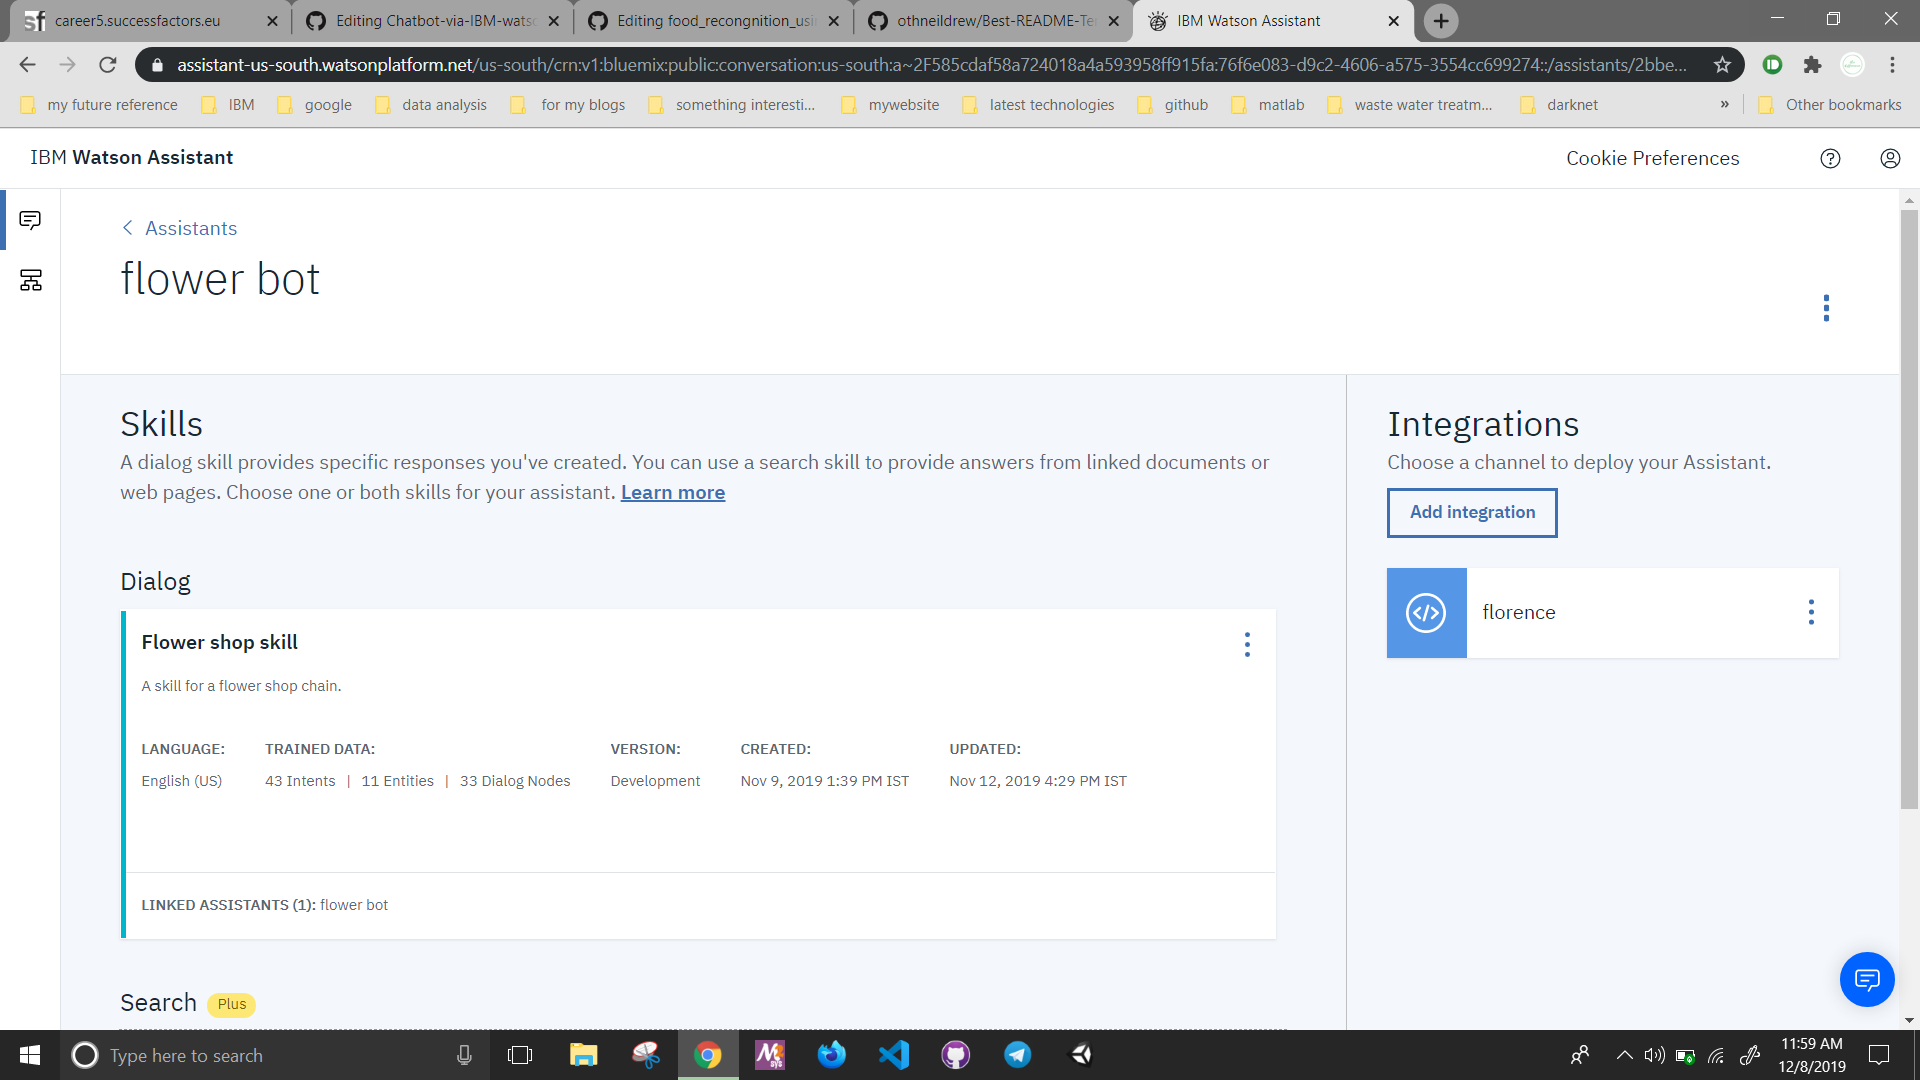 career5.successfactors.eu
Editing Chatbot-via-IBM-watso
Editing food_recongnition_usi
othneildrew/Best-README-Te
IBM Watson Assistant
assistant-us-south.watsonplatform.net/us-south/crn:v1:bluemix:public:conversation:us-south:a~2F585cdaf58a724018a4a593958ff915fa:76f6e083-d9c2-4606-a575-3554cc699274::/assistants/2bbe...
my future reference
IBM
google
data analysis
for my blogs
something interesti...
mywebsite
latest technologies
github
matlab
waste water treatm...
darknet
»
Other bookmarks
IBM Watson Assistant
Cookie Preferences
Assistants
flower bot
Skills
A dialog skill provides specific responses you've created. You can use a search skill to provide answers from linked documents or
web pages. Choose one or both skills for your assistant. Learn more
Dialog
Flower shop skill
A skill for a flower shop chain.
LANGUAGE: TRAINED DATA: VERSION: CREATED: UPDATED:
English (US) 43 Intents | 11 Entities | 33 Dialog Nodes Development Nov 9, 2019 1:39 PM IST Nov 12, 2019 4:29 PM IST
LINKED ASSISTANTS (1): flower bot
Search Plus
Integrations
Choose a channel to deploy your Assistant.
Add integration
florence
Type here to search
11:59 AM
12/8/2019